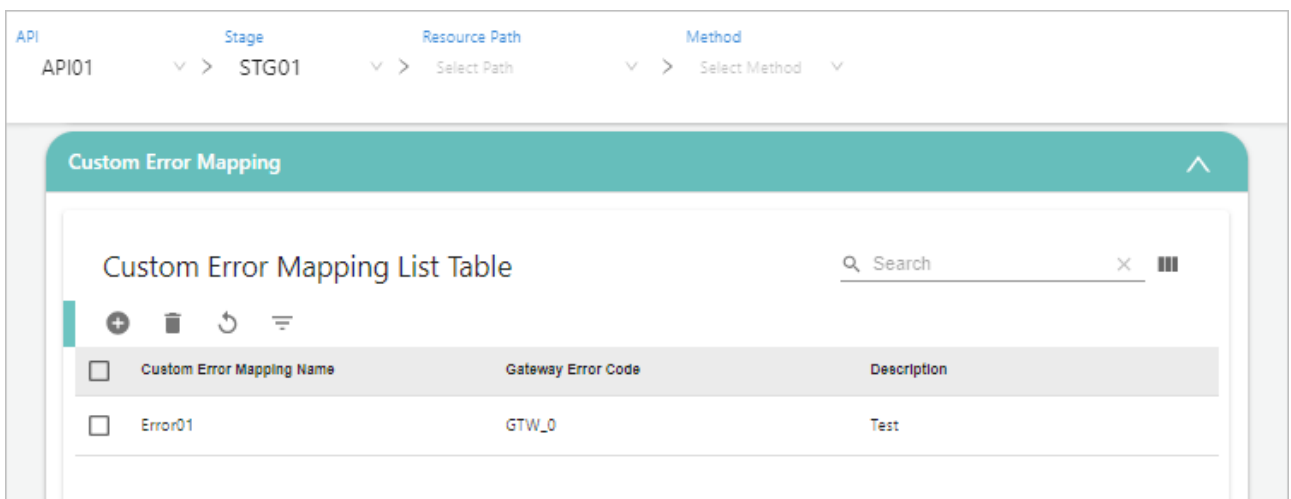 API Stage Resource Path Method
API01 > STG01 > Select Path > Select Method
Custom Error Mapping
Custom Error Mapping List Table
Search
Custom Error Mapping Name Gateway Error Code Description
Error01 GTW_0 Test